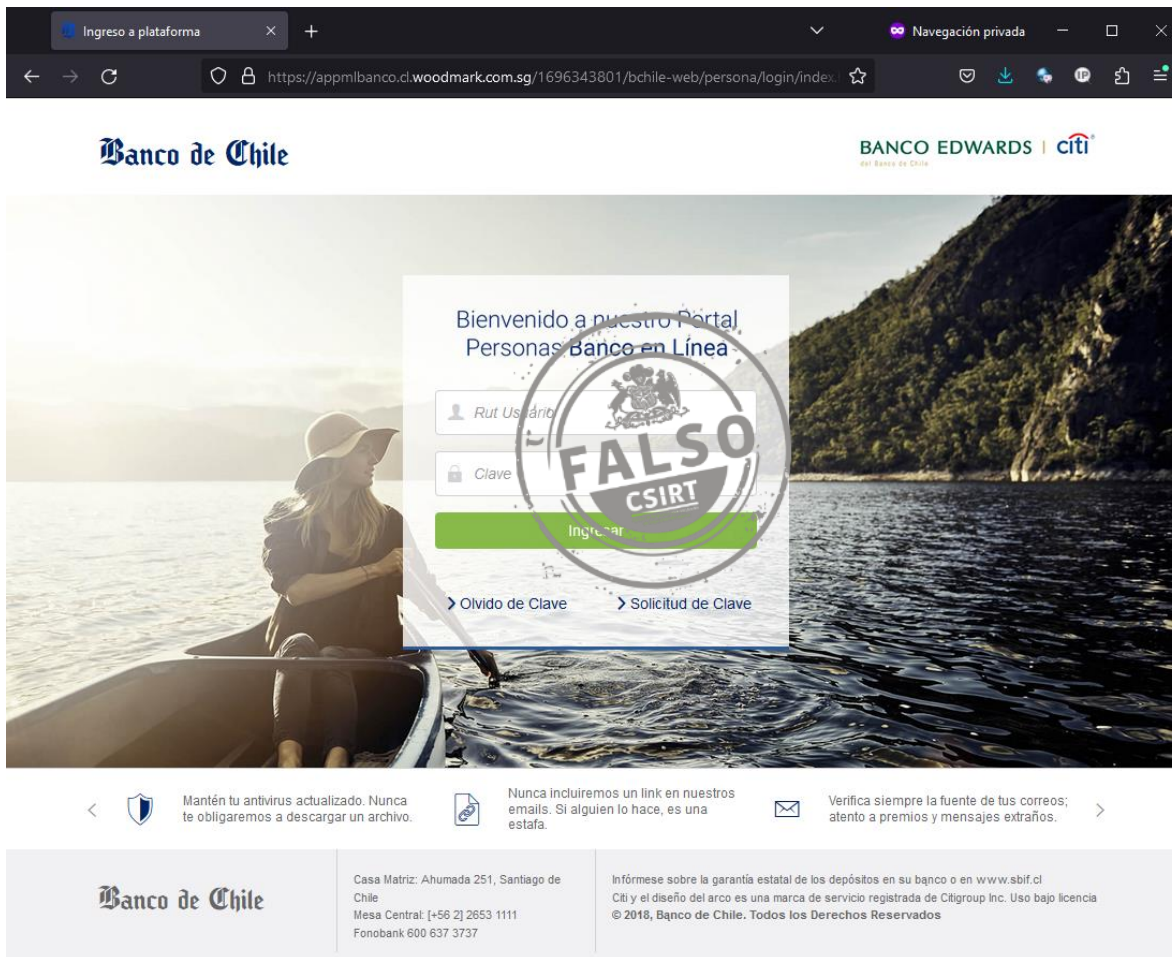 Ingreso a plataforma
Navegación privada
https://appmlbanco.cl.woodmark.com.sg/1696343801/bchile-web/persona/login/index.
Banco de Chile
BANCO EDWARDS | citi
del Banco de Chile
Bienvenido a nuestro Portal
Personas Banco en Línea
Rut Usuário
Clave
FALSO
CSIRT
Ingresar
Olvido de Clave
Solicitud de Clave
Mantén tu antivirus actualizado. Nunca
te obligaremos a descargar un archivo.
Nunca incluiremos un link en nuestros
emails. Si alguien lo hace, es una
estafa.
Verifica siempre la fuente de tus correos;
atento a premios y mensajes extraños.
Banco de Chile
Casa Matriz: Ahumada 251, Santiago de
Chile
Mesa Central: [+56 2] 2653 1111
Fonobank 600 637 3737
Infórmese sobre la garantía estatal de los depósitos en su banco o en www.sbif.cl
Citi y el diseño del arco es una marca de servicio registrada de Citigroup Inc. Uso bajo licencia
© 2018, Banco de Chile. Todos los Derechos Reservados